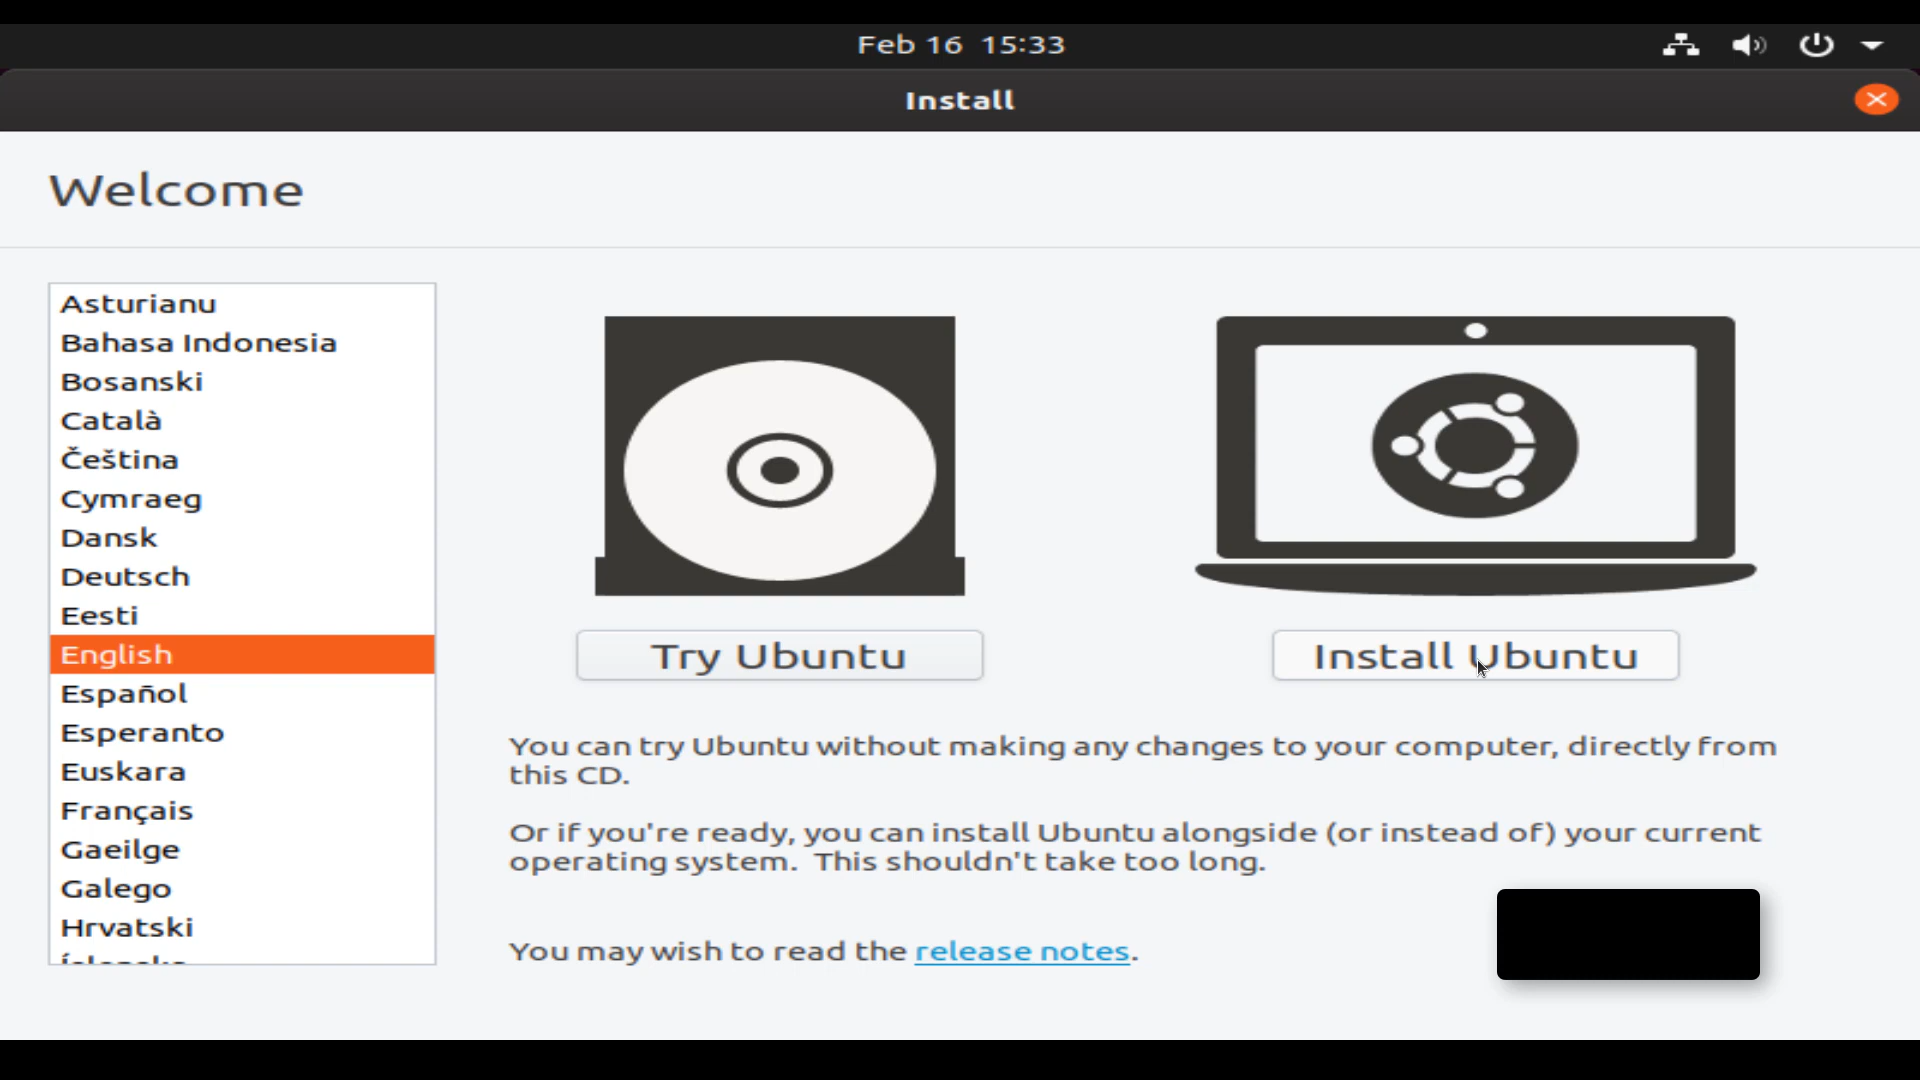 Feb 16 15:33
Install
Welcome
Asturianu
Bahasa Indonesia
Bosanski
Català
Čeština
Cymraeg
Dansk
Deutsch
Eesti
English
Español
Esperanto
Euskara
Français
Gaeilge
Galego
Hrvatski
Try Ubuntu
Install Ubuntu
You can try Ubuntu without making any changes to your computer, directly from
this CD.
Or if you're ready, you can install Ubuntu alongside (or instead of) your current
operating system. This shouldn't take too long.
You may wish to read the release notes.